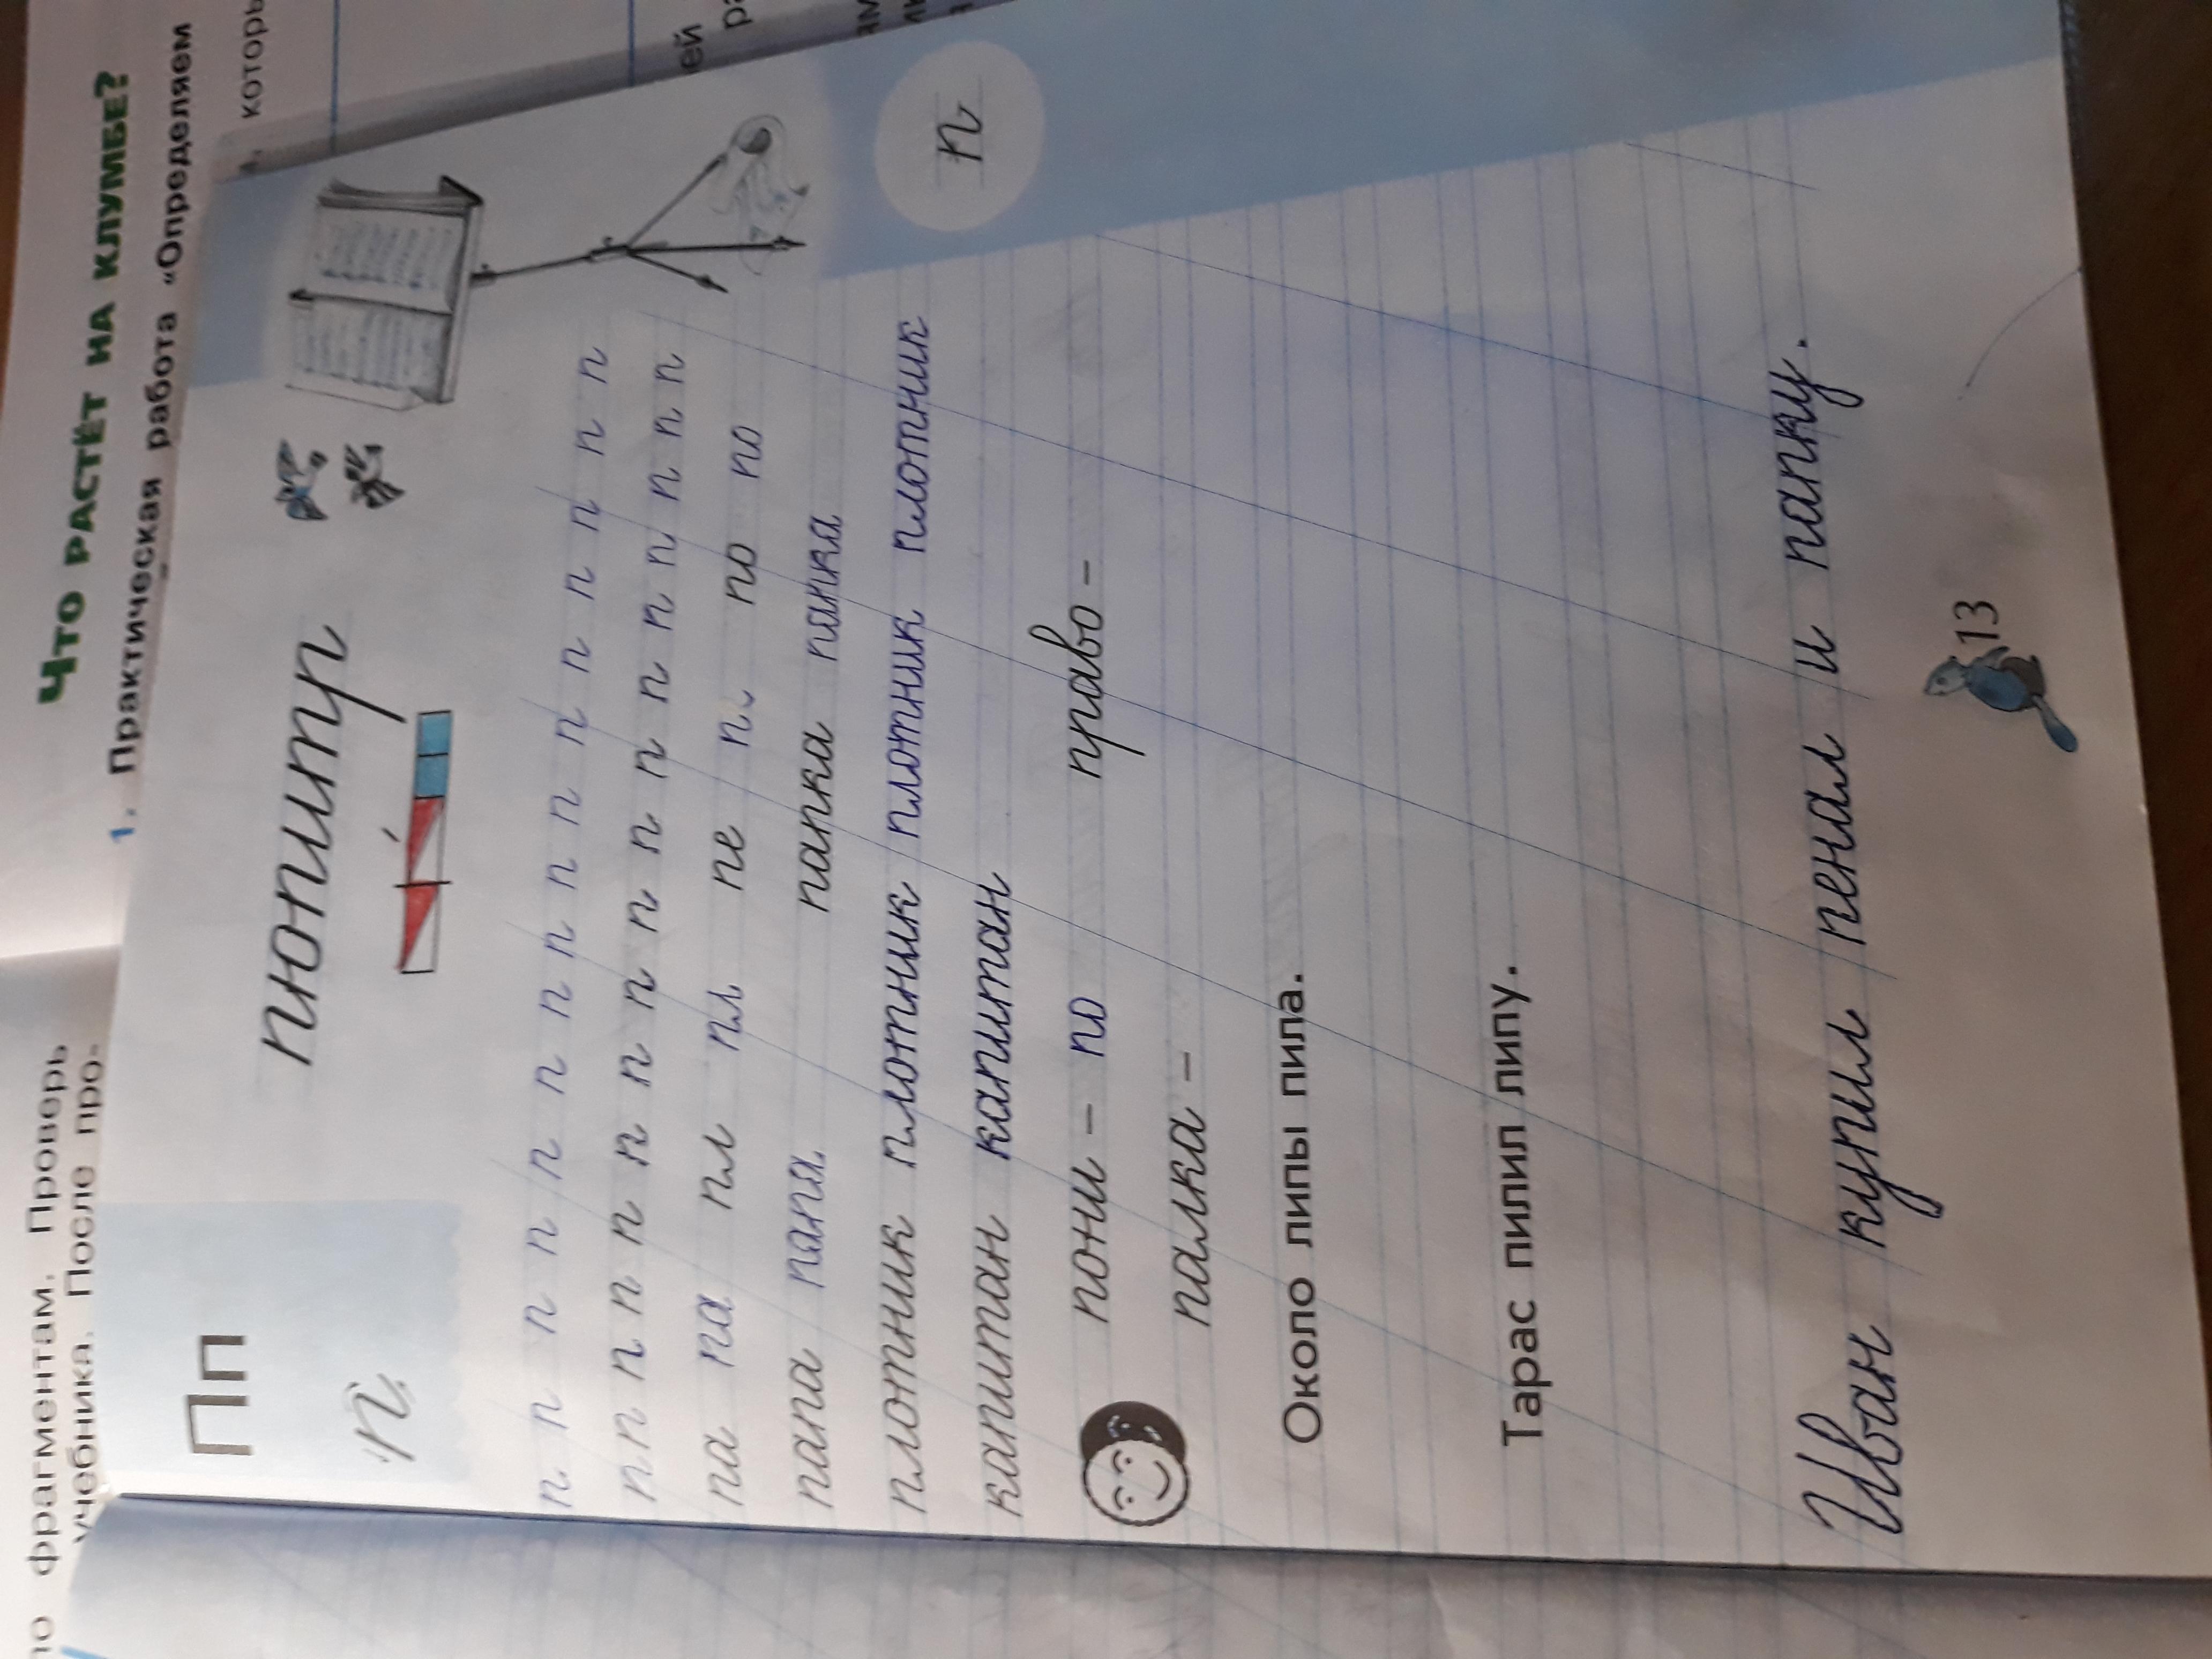 которы
Что растёт на клумбе?
1. Практическая работа «Определяем
фрагментам. Проверь
учебника. После про-
ей
Пп
п
пюпитр
п
п п п п п п п п п п п п п п
п п п п п п п п п п п п п п п
па па пл пл пе по по
папа папа папка папка
плотник плотник плотник плотник
капитан капитан
пони – по право –
палка –
Около липы пила.
Тарас пилил липу.
Иван купил пенал и папку.
13